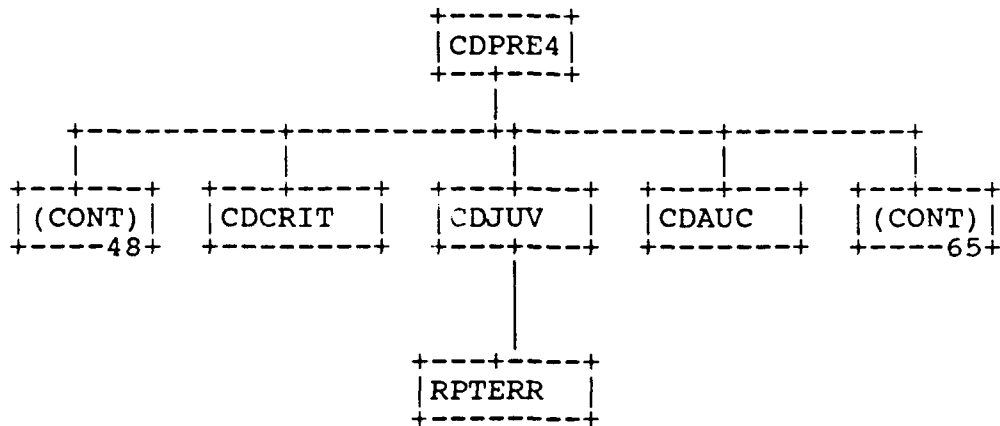 CDPRE4
(CONT) CDCRIT CDJUV CDAUC (CONT)
48 65
RPTERR